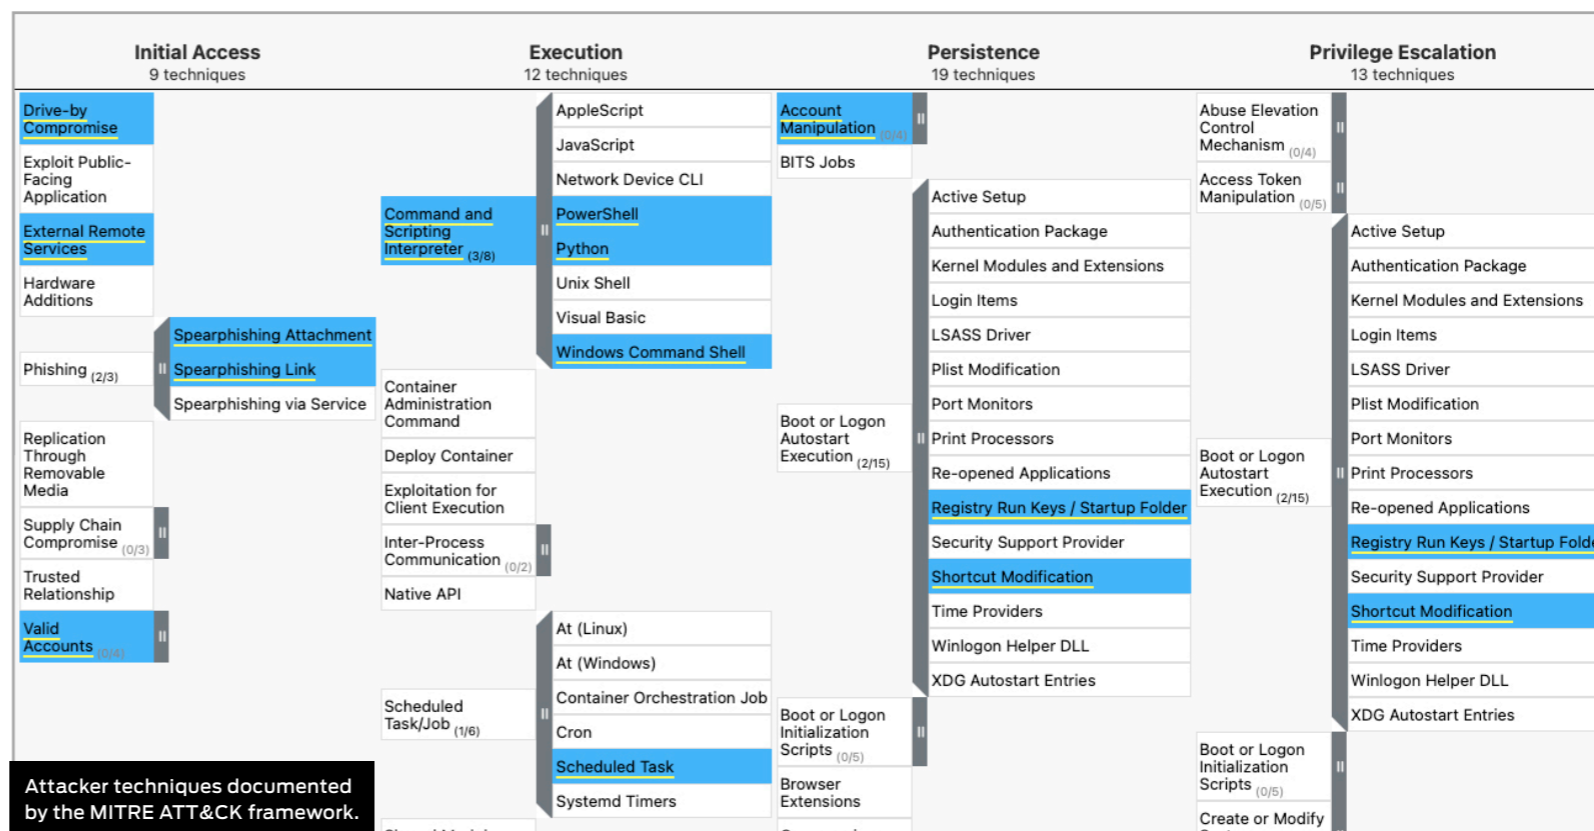 Initial Access
9 techniques
Drive-by
Compromise
Exploit Public-
Facing
Application
External Remote
Services
Hardware
Additions
Phishing (2/3)
Spearphishing Attachment
Spearphishing Link
Spearphishing via Service
Replication
Through
Removable
Media
Supply Chain
Compromise (0/3)
Trusted
Relationship
Valid
Accounts (0/4)
Execution
12 techniques
Command and
Scripting
Interpreter (3/8)
AppleScript
JavaScript
Network Device CLI
PowerShell
Python
Unix Shell
Visual Basic
Windows Command Shell
Container
Administration
Command
Deploy Container
Exploitation for
Client Execution
Inter-Process
Communication (0/2)
Native API
Scheduled
Task/Job (1/6)
At (Linux)
At (Windows)
Container Orchestration Job
Cron
Scheduled Task
Systemd Timers
Persistence
19 techniques
Account
Manipulation (0/4)
BITS Jobs
Boot or Logon
Autostart
Execution (2/15)
Active Setup
Authentication Package
Kernel Modules and Extensions
Login Items
LSASS Driver
Plist Modification
Port Monitors
Print Processors
Re-opened Applications
Registry Run Keys / Startup Folder
Security Support Provider
Shortcut Modification
Time Providers
Winlogon Helper DLL
XDG Autostart Entries
Boot or Logon
Initialization
Scripts (0/5)
Browser
Extensions
Privilege Escalation
13 techniques
Abuse Elevation
Control
Mechanism (0/4)
Access Token
Manipulation (0/5)
Boot or Logon
Autostart
Execution (2/15)
Active Setup
Authentication Package
Kernel Modules and Extensions
Login Items
LSASS Driver
Plist Modification
Port Monitors
Print Processors
Re-opened Applications
Registry Run Keys / Startup Folde
Security Support Provider
Shortcut Modification
Time Providers
Winlogon Helper DLL
XDG Autostart Entries
Boot or Logon
Initialization
Scripts (0/5)
Create or Modify
Attacker techniques documented
by the MITRE ATT&CK framework.